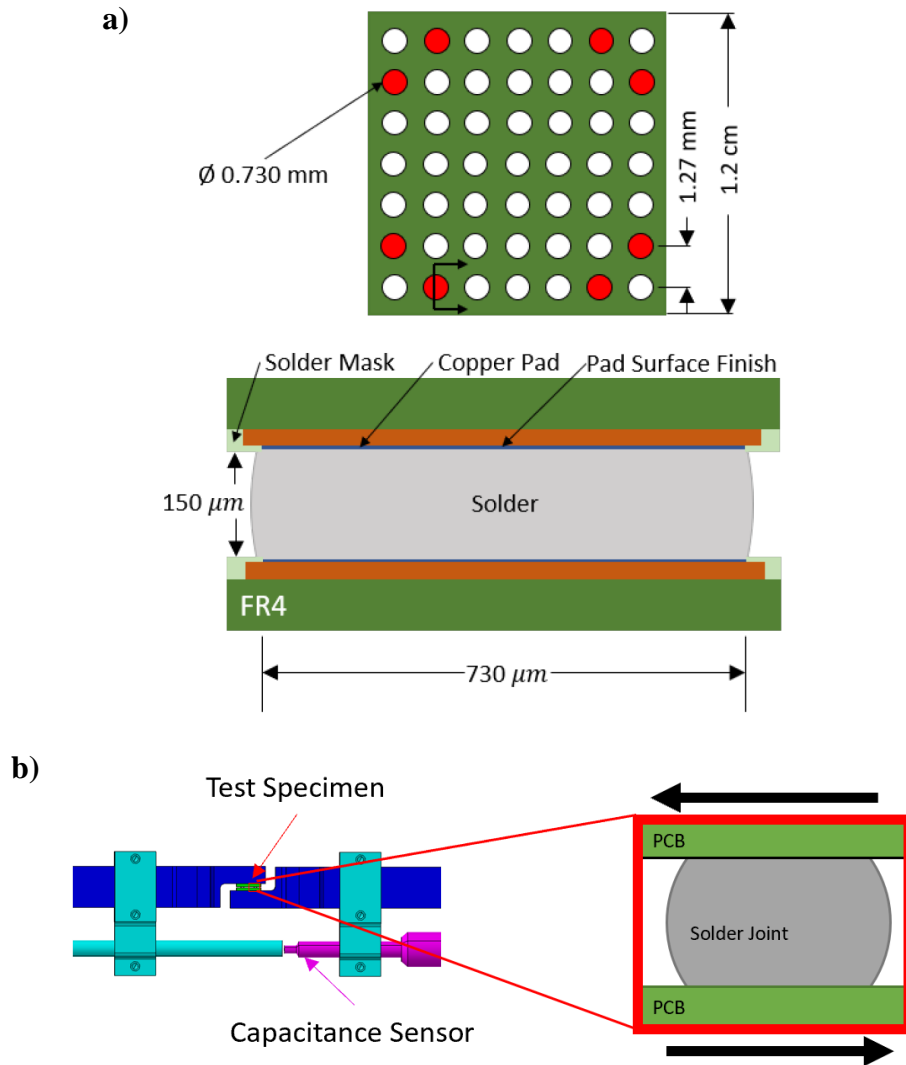 a)
Ø 0.730 mm
1.27 mm
1.2 cm
Solder Mask
Copper Pad
Pad Surface Finish
150 μm
Solder
FR4
730 μm
b)
Test Specimen
Capacitance Sensor
PCB
Solder Joint
PCB